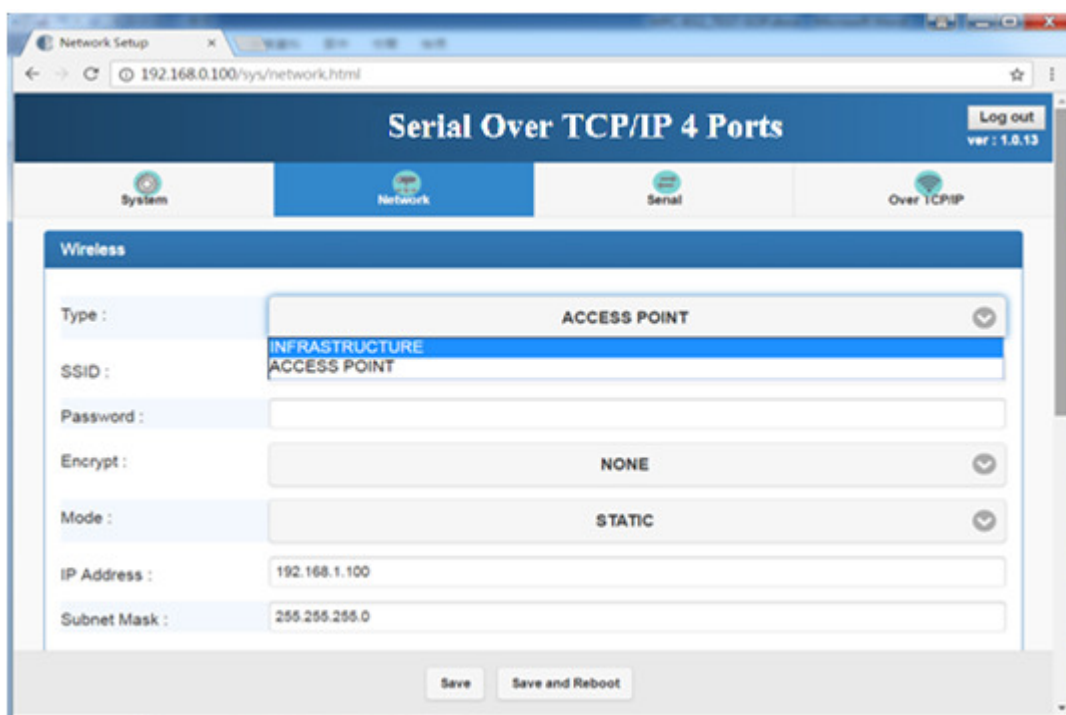 Network Setup
192.168.0.100/sys/network.html
Serial Over TCP/IP 4 Ports
Log out
ver : 1.0.13
System
Network
Serial
Over TCP/IP
Wireless
Type :
ACCESS POINT
INFRASTRUCTURE
ACCESS POINT
SSID :
Password :
Encrypt :
NONE
Mode :
STATIC
IP Address :
192.168.1.100
Subnet Mask :
255.255.255.0
Save
Save and Reboot